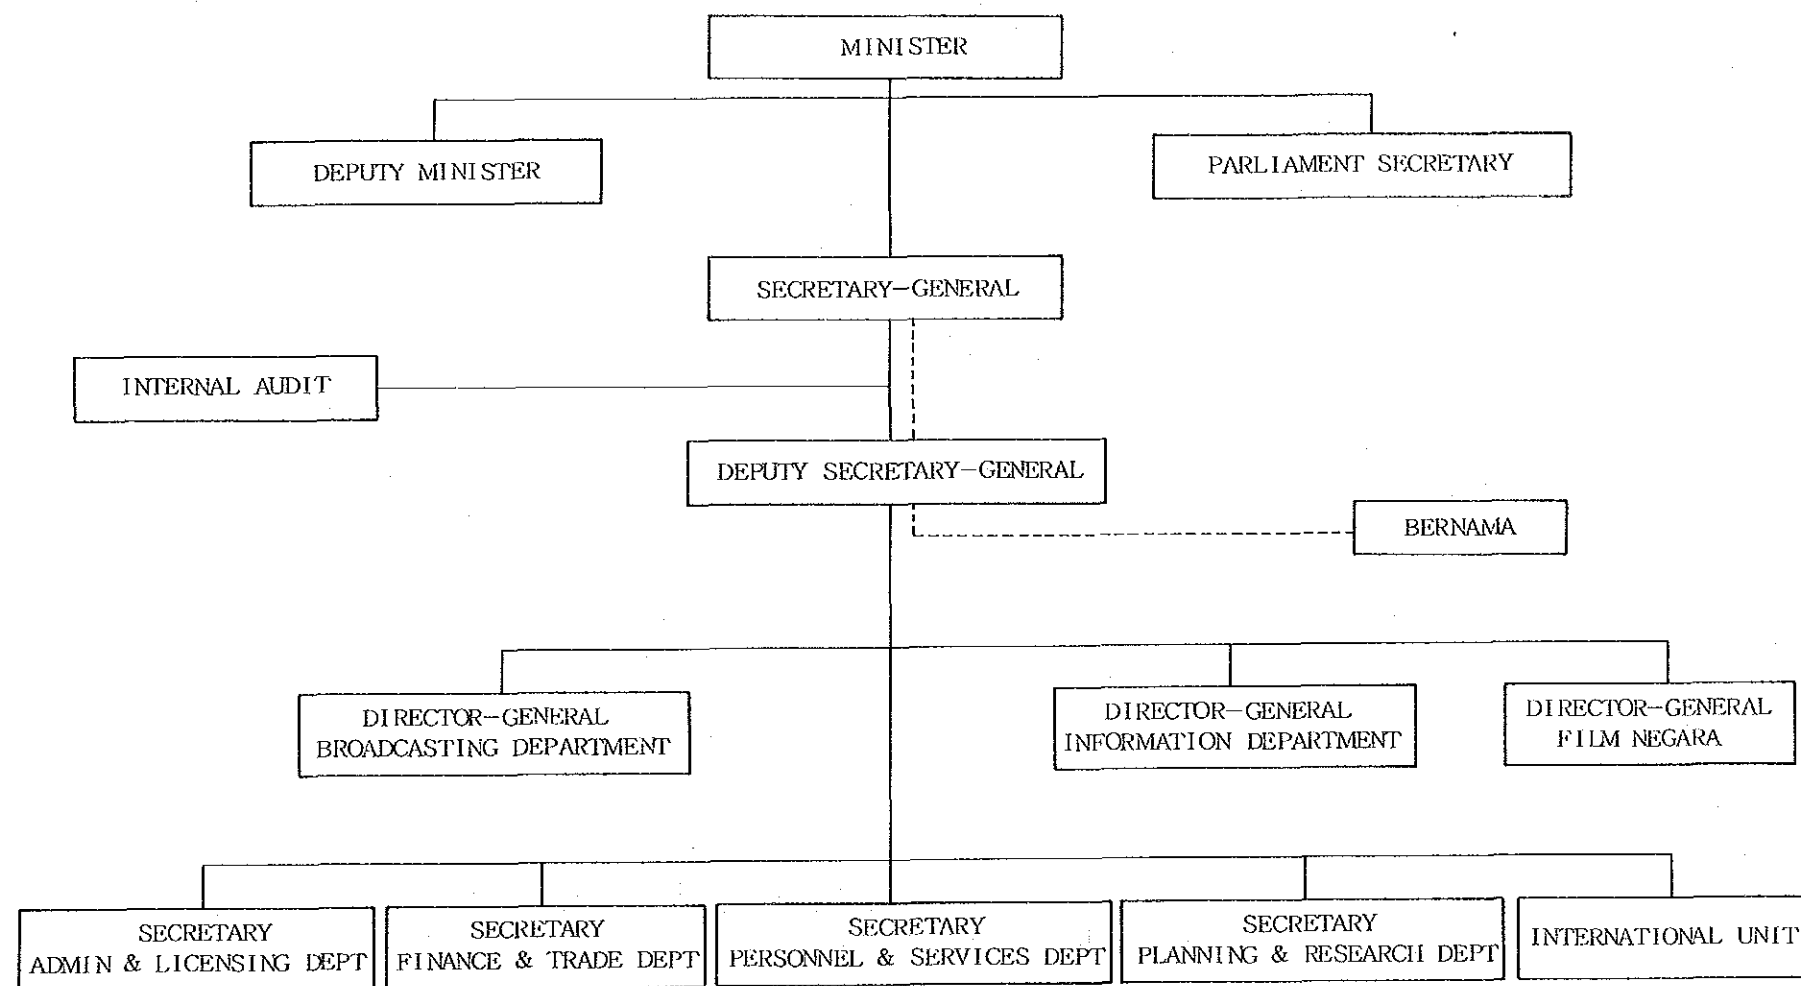 MINISTER
DEPUTY MINISTER
PARLIAMENT SECRETARY
SECRETARY-GENERAL
INTERNAL AUDIT
DEPUTY SECRETARY-GENERAL
BERNAMA
DIRECTOR-GENERAL
BROADCASTING DEPARTMENT
DIRECTOR-GENERAL
INFORMATION DEPARTMENT
DIRECTOR-GENERAL
FILM NEGARA
SECRETARY
ADMIN & LICENSING DEPT
SECRETARY
FINANCE & TRADE DEPT
SECRETARY
PERSONNEL & SERVICES DEPT
SECRETARY
PLANNING & RESEARCH DEPT
INTERNATIONAL UNIT